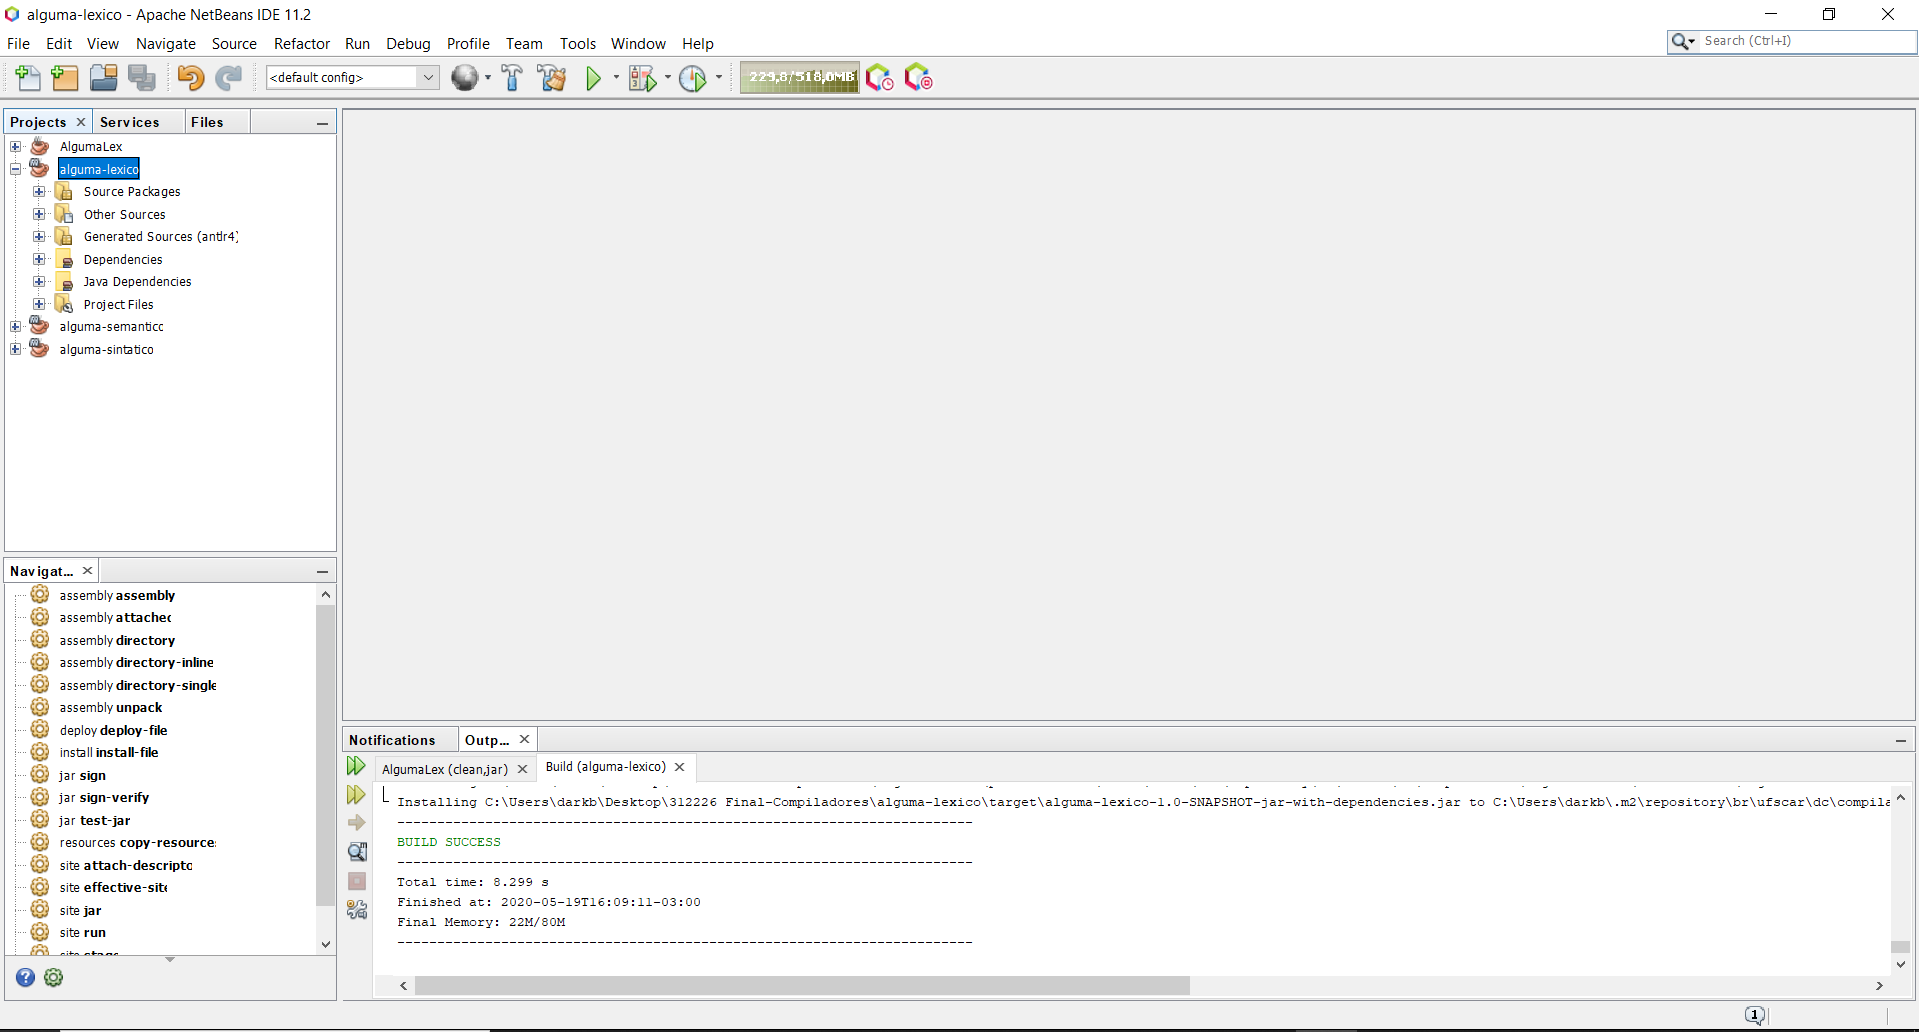 alguma-lexico - Apache NetBeans IDE 11.2
File Edit View Navigate Source Refactor Run Debug Profile Team Tools Window Help
Search (Ctrl+I)
<default config>
229,8/518,0MB
Projects Services Files
AlgumaLex
alguma-lexico
Source Packages
Other Sources
Generated Sources (antlr4)
Dependencies
Java Dependencies
Project Files
alguma-semantico
alguma-sintatico
Navigat...
assembly assembly
assembly attached
assembly directory
assembly directory-inline
assembly directory-single
assembly unpack
deploy deploy-file
install install-file
jar sign
jar sign-verify
jar test-jar
resources copy-resources
site attach-descripto
site effective-site
site jar
site run
site stage
Notifications Outp...
AlgumaLex (clean,jar) Build (alguma-lexico)
Installing C:\Users\darkb\Desktop\312226 Final-Compiladores\alguma-lexico\target\alguma-lexico-1.0-SNAPSHOT-jar-with-dependencies.jar to C:\Users\darkb\.m2\repository\br\ufscar\dc\compila
------------------------------------------------------------------------
BUILD SUCCESS
------------------------------------------------------------------------
Total time: 8.299 s
Finished at: 2020-05-19T16:09:11-03:00
Final Memory: 22M/80M
------------------------------------------------------------------------
1